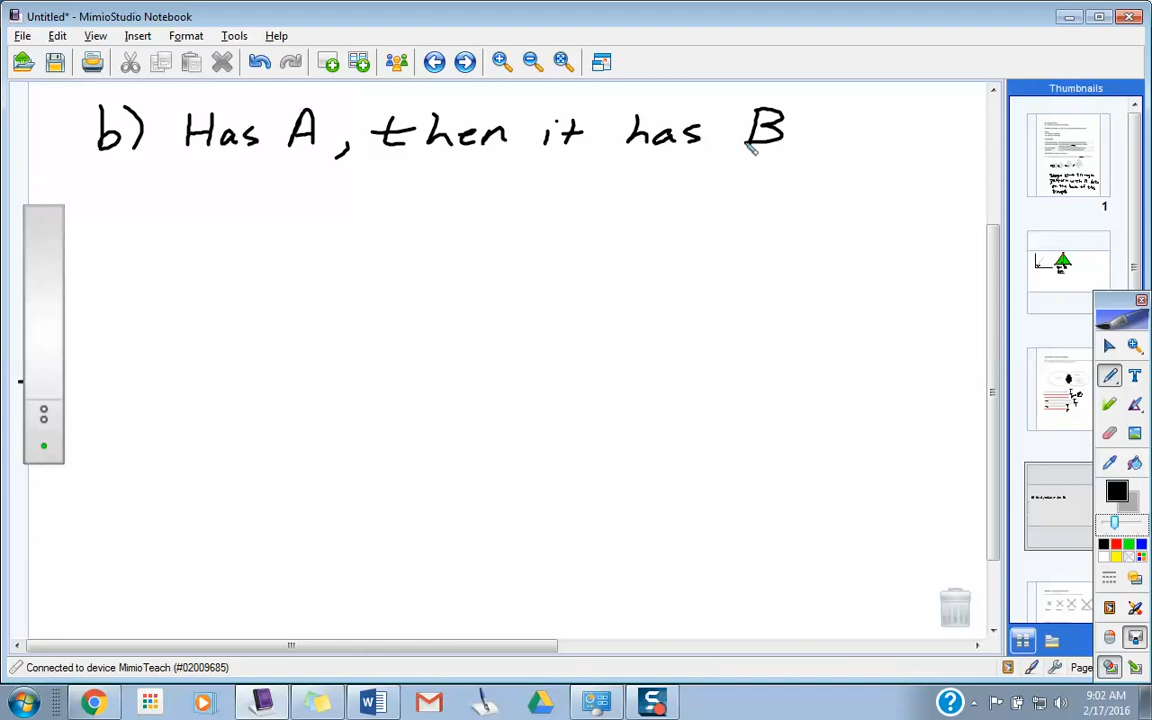 Untitled* - MimioStudio Notebook
File Edit View Insert Format Tools Help
Thumbnails
b) Has A, then it has B
1
Connected to device MimioTeach (#02009685)
Page
9:02 AM
2/17/2016